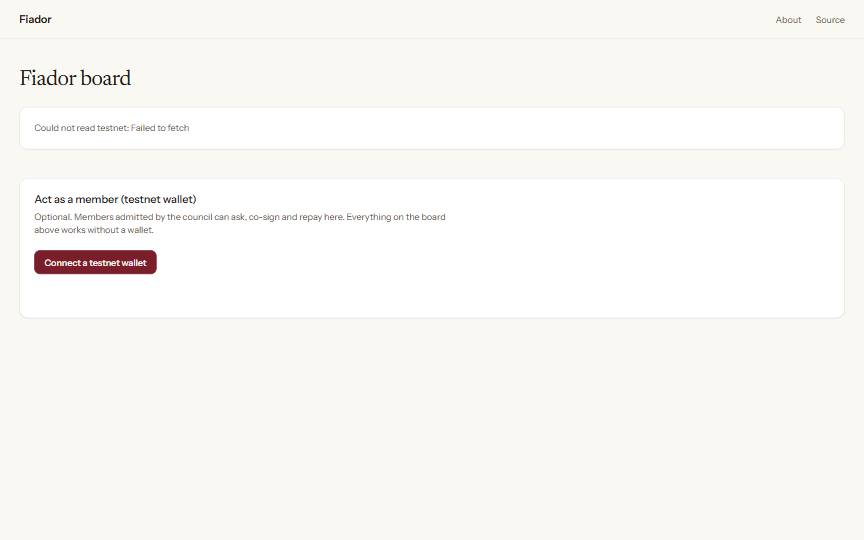 Fiador
About
Source
Fiador board
Could not read testnet: Failed to fetch
Act as a member (testnet wallet)
Optional. Members admitted by the council can ask, co-sign and repay here. Everything on the board
above works without a wallet.
Connect a testnet wallet